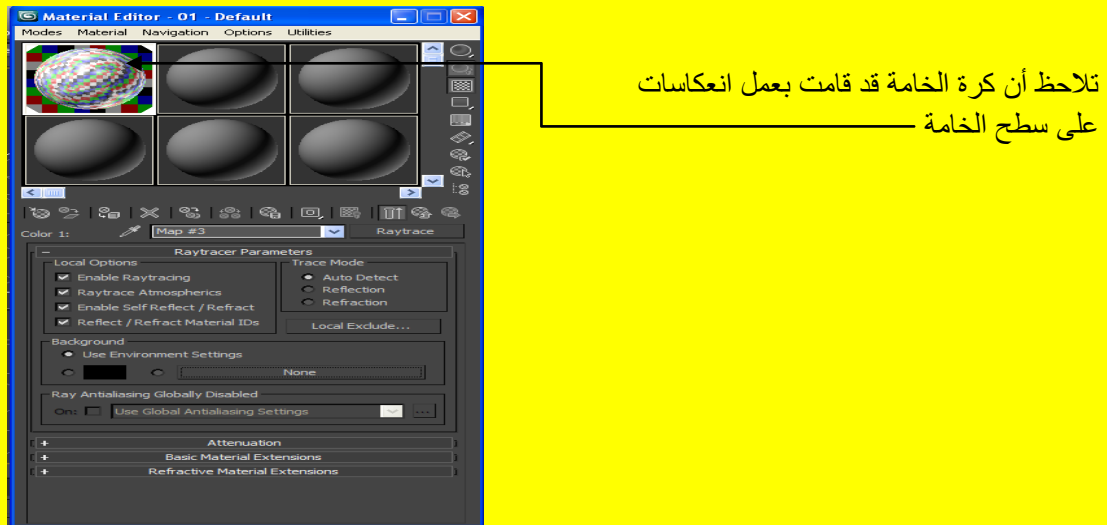 Material Editor - 01 - Default
Modes Material Navigation Options Utilities
تلاحظ أن كرة الخامة قد قامت بعمل انعكاسات
على سطح الخامة
Color 1: Map #3 Raytrace
Raytracer Parameters
Local Options
Enable Raytracing
Raytrace Atmospherics
Enable Self Reflect / Refract
Reflect / Refract Material IDs
Trace Mode
Auto Detect
Reflection
Refraction
Local Exclude...
Background
Use Environment Settings
None
Ray Antialiasing Globally Disabled
On: Use Global Antialiasing Settings ...
+ Attenuation
+ Basic Material Extensions
+ Refractive Material Extensions